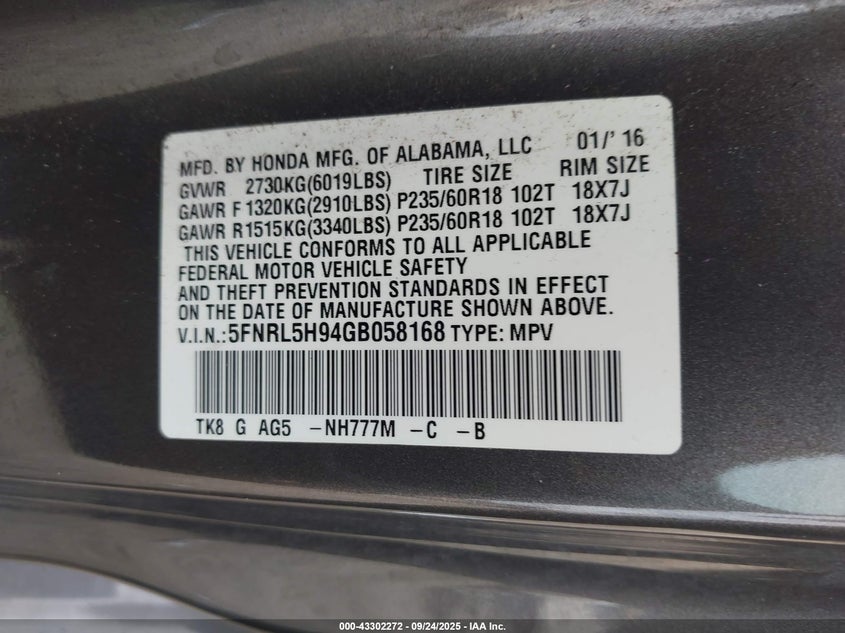 MFD. BY HONDA MFG. OF ALABAMA, LLC 01/'16
GVWR 2730KG(6019LBS) TIRE SIZE RIM SIZE
GAWR F 1320KG(2910LBS) P235/60R18 102T 18X7J
GAWR R1515KG(3340LBS) P235/60R18 102T 18X7J
THIS VEHICLE CONFORMS TO ALL APPLICABLE
FEDERAL MOTOR VEHICLE SAFETY
AND THEFT PREVENTION STANDARDS IN EFFECT
ON THE DATE OF MANUFACTURE SHOWN ABOVE.
V.I.N.:5FNRL5H94GB058168 TYPE: MPV
TK8 G AG5 -NH777M -C -B
000-43302272 - 09/24/2025 - IAA Inc.